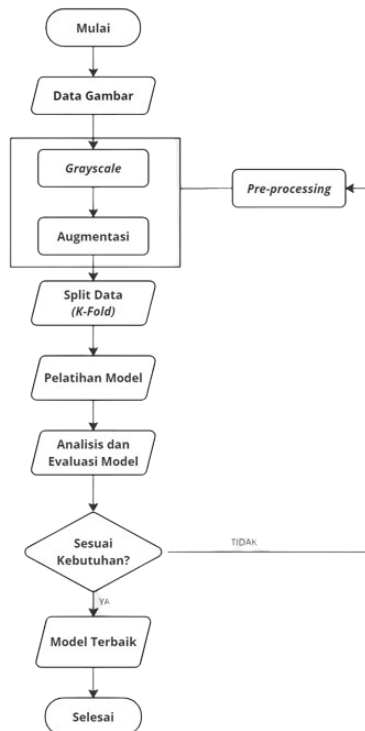 Mulai
Data Gambar
Grayscale
Pre-processing
Augmentasi
Split Data
(K-Fold)
Pelatihan Model
Analisis dan
Evaluasi Model
Sesuai
Kebutuhan?
TIDAK
YA
Model Terbaik
Selesai